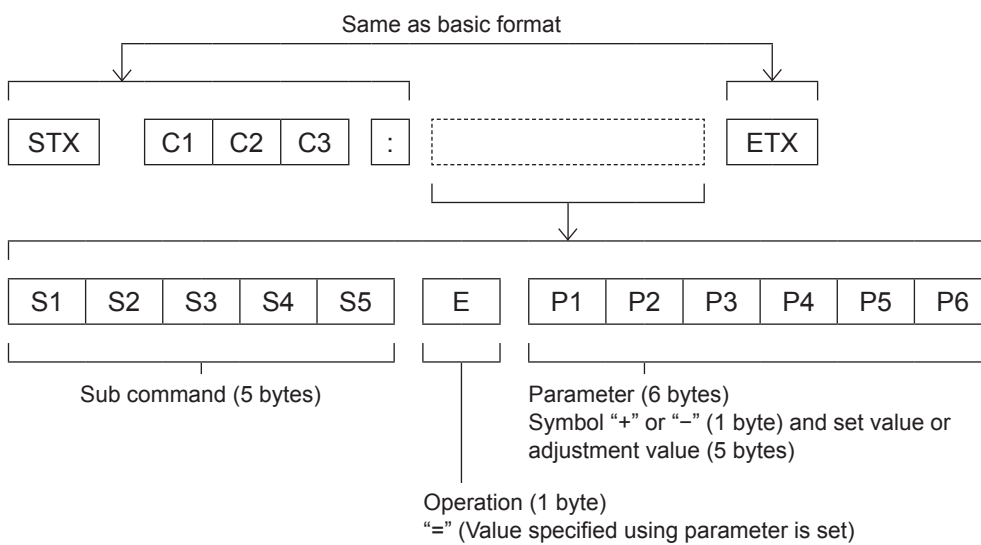 Same as basic format
STX C1 C2 C3 : ETX
S1 S2 S3 S4 S5 E P1 P2 P3 P4 P5 P6
Sub command (5 bytes)
Parameter (6 bytes)
Symbol “+” or “−” (1 byte) and set value or
adjustment value (5 bytes)
Operation (1 byte)
“=” (Value specified using parameter is set)